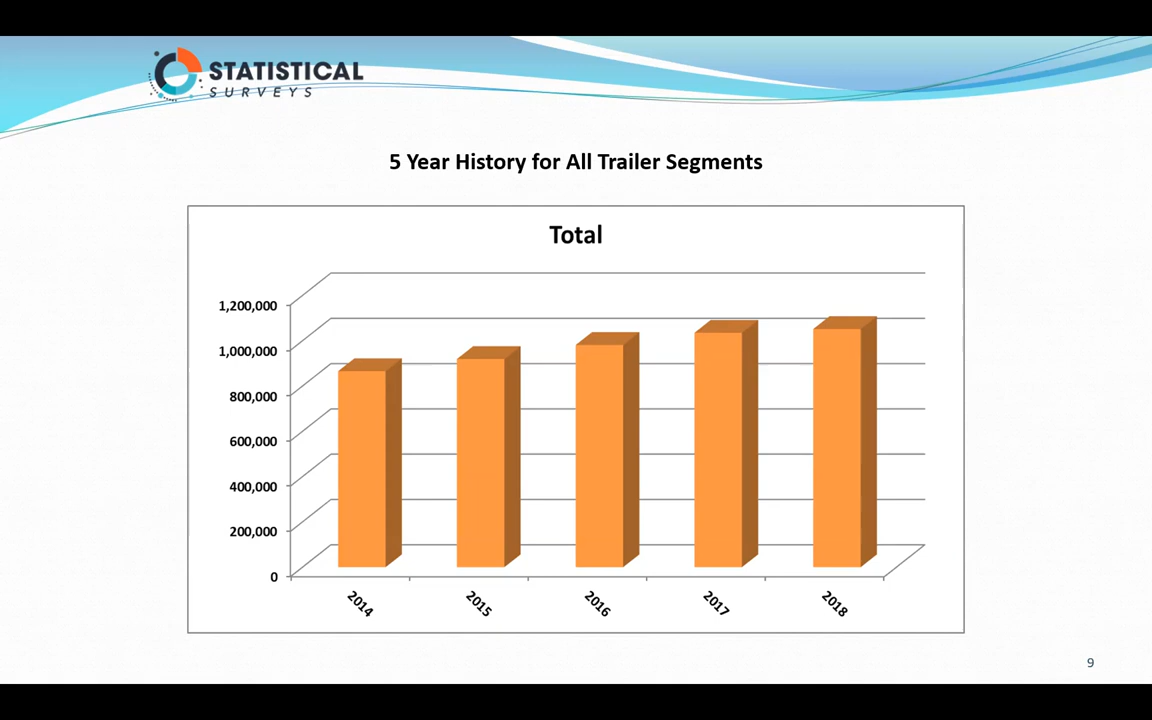 STATISTICAL
SURVEYS
5 Year History for All Trailer Segments
Total
1,200,000
1,000,000
800,000
600,000
400,000
200,000
0
2014 2015 2016 2017 2018
9